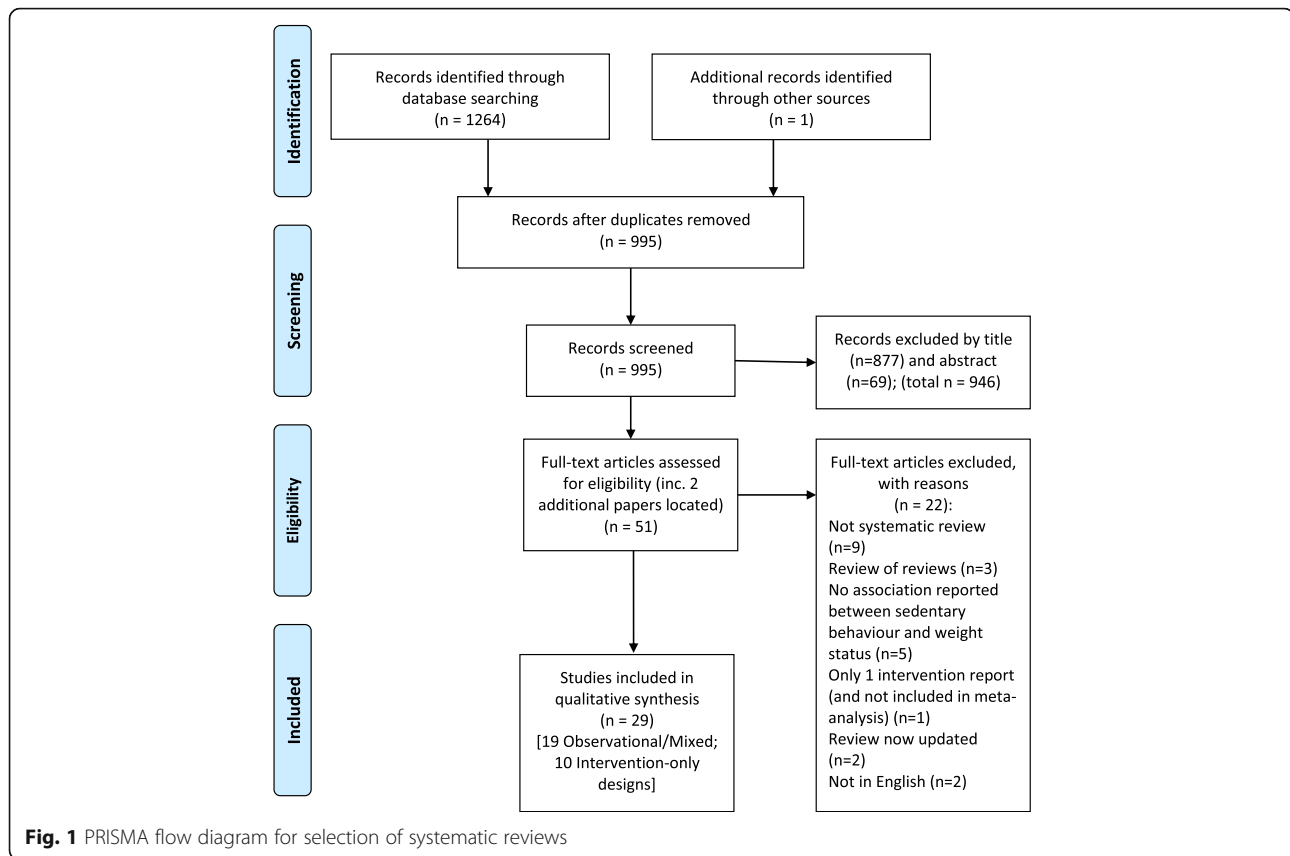 Identification
Records identified through
database searching
(n = 1264)
Additional records identified
through other sources
(n = 1)
Records after duplicates removed
(n = 995)
Screening
Records screened
(n = 995)
Records excluded by title
(n=877) and abstract
(n=69); (total n = 946)
Eligibility
Full-text articles assessed
for eligibility (inc. 2
additional papers located)
(n = 51)
Full-text articles excluded,
with reasons
(n = 22):
Not systematic review
(n=9)
Review of reviews (n=3)
No association reported
between sedentary
behaviour and weight
status (n=5)
Only 1 intervention report
(and not included in meta-
analysis) (n=1)
Review now updated
(n=2)
Not in English (n=2)
Included
Studies included in
qualitative synthesis
(n = 29)
[19 Observational/Mixed;
10 Intervention-only
designs]
Fig. 1 PRISMA flow diagram for selection of systematic reviews